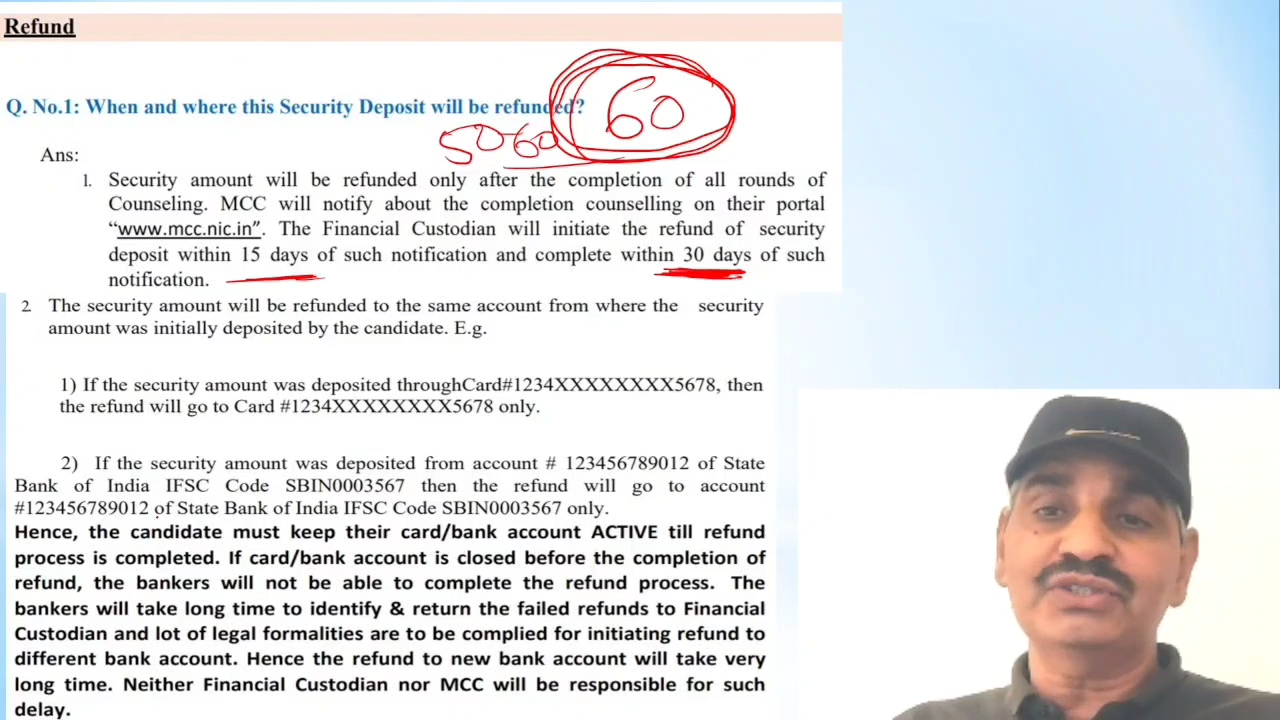 Refund
Q. No.1: When and where this Security Deposit will be refunded?
60
50-60
Ans:
1. Security amount will be refunded only after the completion of all rounds of
Counseling. MCC will notify about the completion counselling on their portal
“www.mcc.nic.in”. The Financial Custodian will initiate the refund of security
deposit within 15 days of such notification and complete within 30 days of such
notification.
2. The security amount will be refunded to the same account from where the security
amount was initially deposited by the candidate. E.g.
1) If the security amount was deposited throughCard#1234XXXXXXXX5678, then
the refund will go to Card #1234XXXXXXXX5678 only.
2) If the security amount was deposited from account # 123456789012 of State
Bank of India IFSC Code SBIN0003567 then the refund will go to account
#123456789012 of State Bank of India IFSC Code SBIN0003567 only.
Hence, the candidate must keep their card/bank account ACTIVE till refund
process is completed. If card/bank account is closed before the completion of
refund, the bankers will not be able to complete the refund process. The
bankers will take long time to identify & return the failed refunds to Financial
Custodian and lot of legal formalities are to be complied for initiating refund to
different bank account. Hence the refund to new bank account will take very
long time. Neither Financial Custodian nor MCC will be responsible for such
delay.